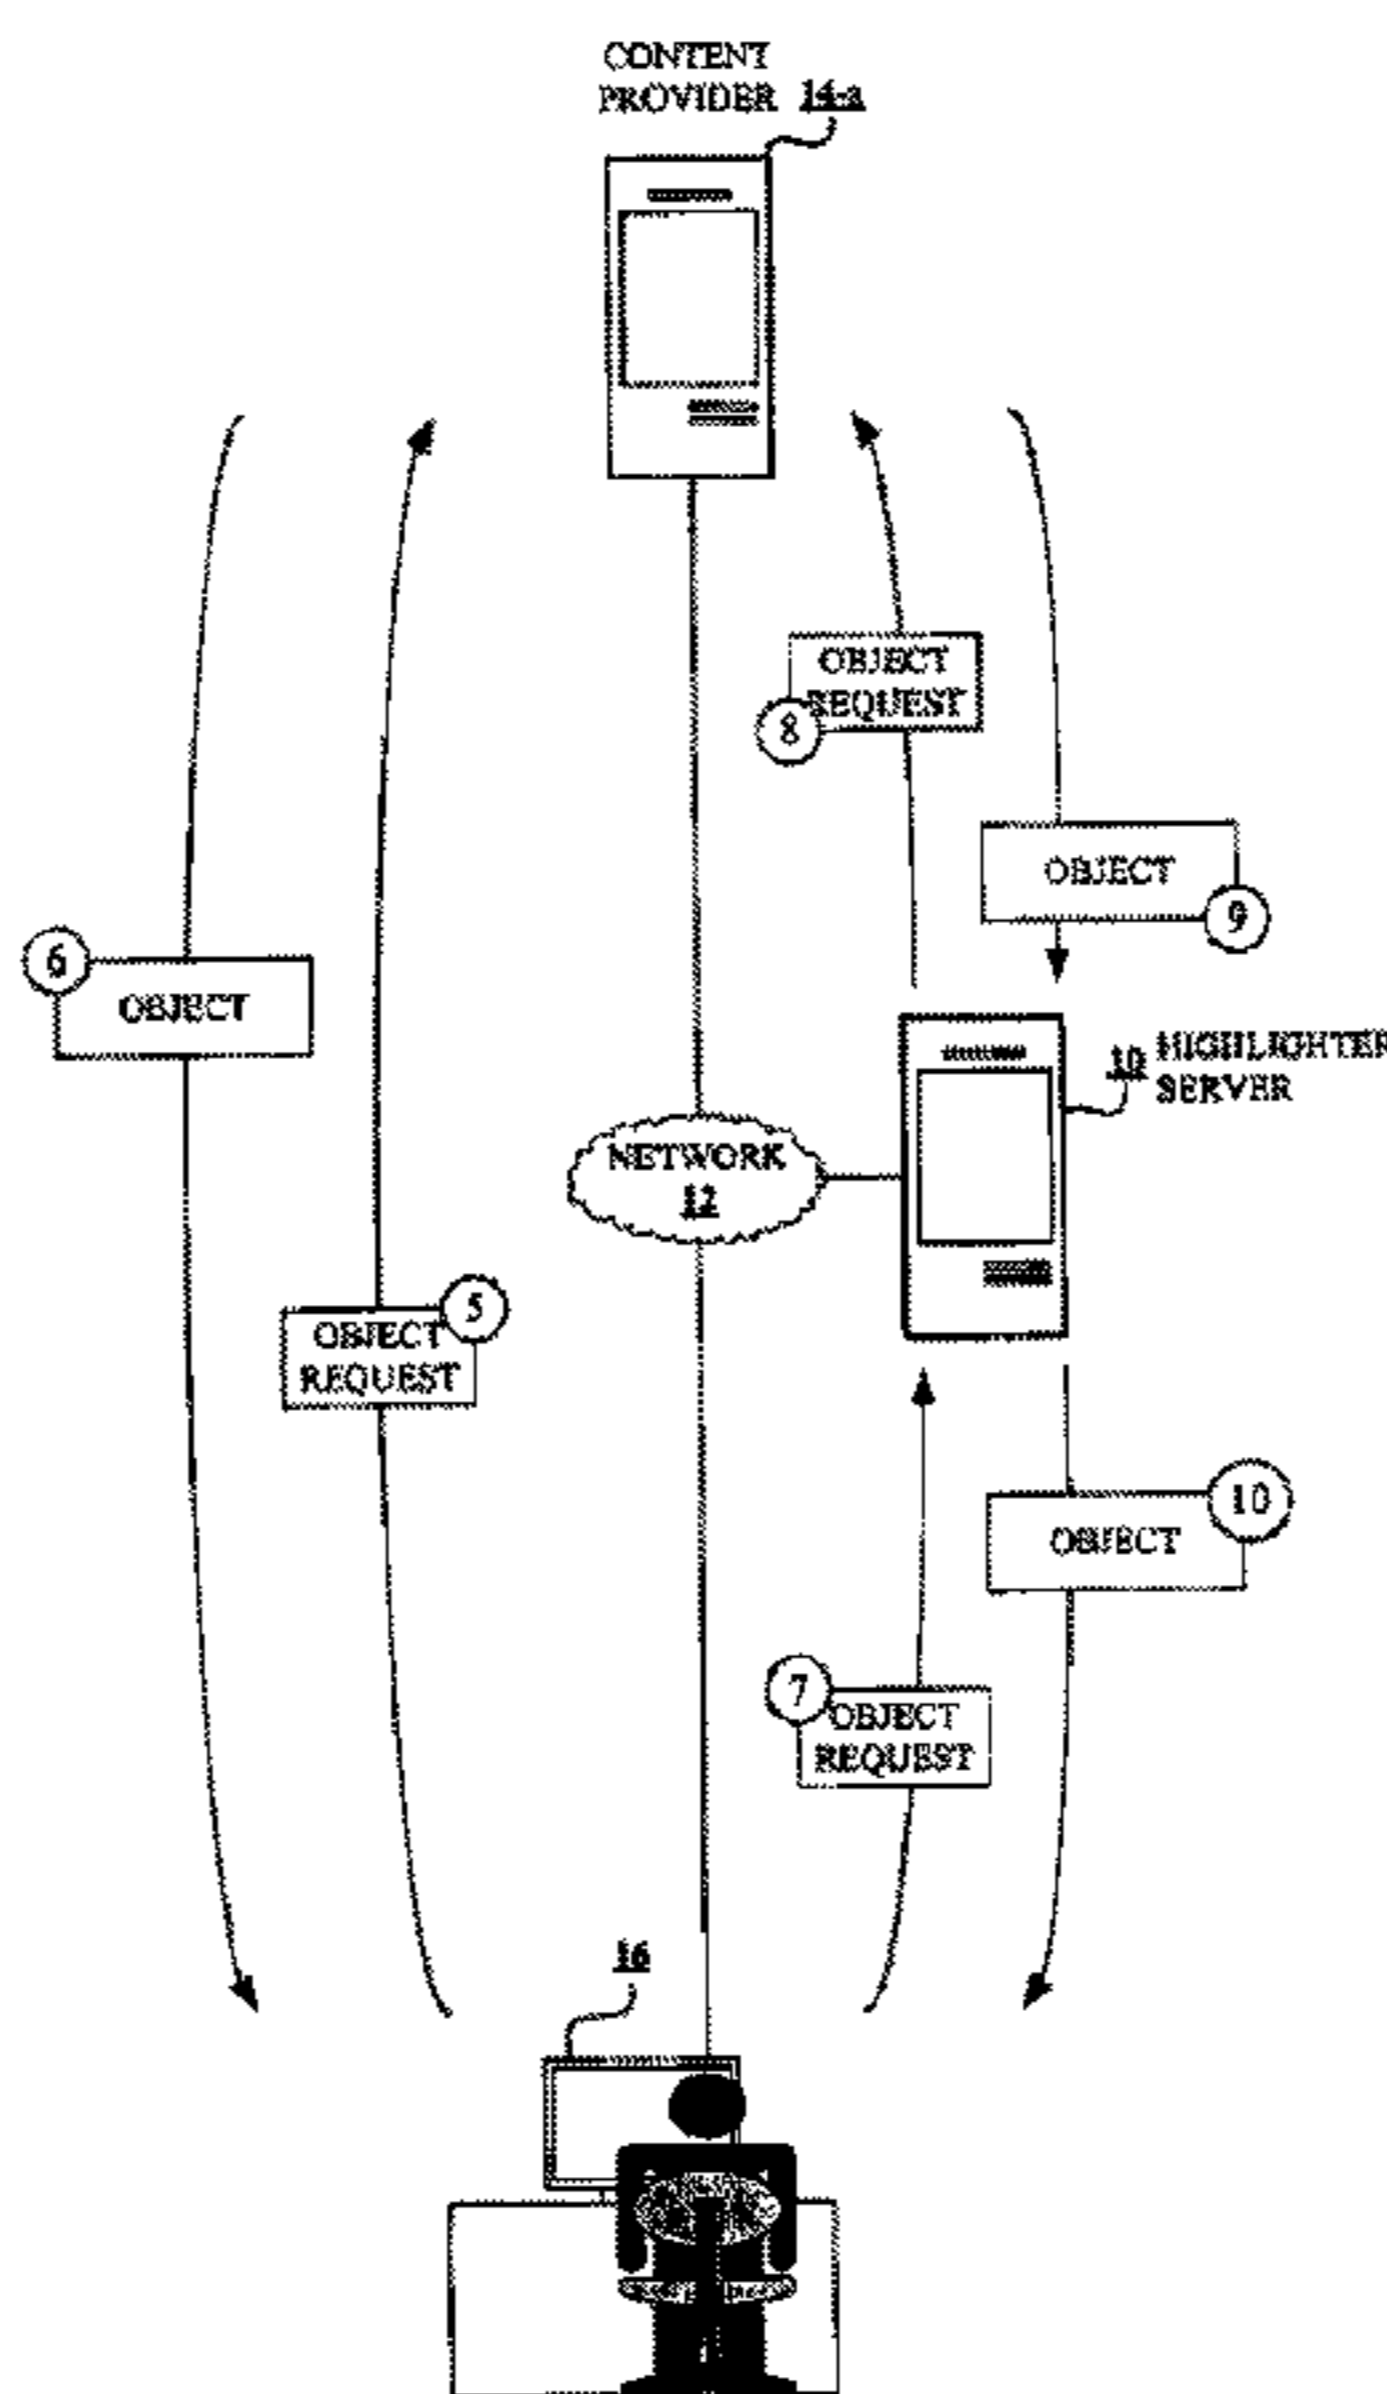 CONTENT
PROVIDER 14-a
OBJECT
REQUEST
8
OBJECT
9
6
OBJECT
10 HIGHLIGHTER
SERVER
NETWORK
12
5
OBJECT
REQUEST
10
OBJECT
7
OBJECT
REQUEST
16